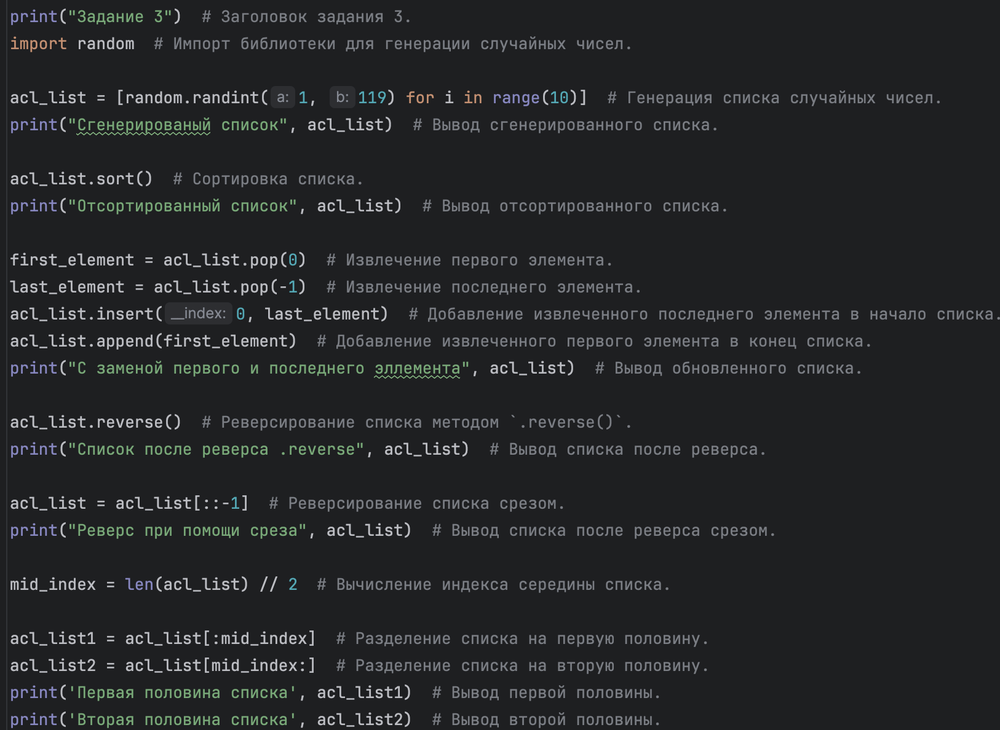 print("Задание 3")  # Заголовок задания 3.
import random  # Импорт библиотеки для генерации случайных чисел.
acl_list = [random.randint(a: 1, b: 119) for i in range(10)]  # Генерация списка случайных чисел.
print("Сгенерированый список", acl_list)  # Вывод сгенерированного списка.
acl_list.sort()  # Сортировка списка.
print("Отсортированный список", acl_list)  # Вывод отсортированного списка.
first_element = acl_list.pop(0)  # Извлечение первого элемента.
last_element = acl_list.pop(-1)  # Извлечение последнего элемента.
acl_list.insert(__index: 0, last_element)  # Добавление извлеченного последнего элемента в начало списка.
acl_list.append(first_element)  # Добавление извлеченного первого элемента в конец списка.
print("С заменой первого и последнего эллемента", acl_list)  # Вывод обновленного списка.
acl_list.reverse()  # Реверсирование списка методом `.reverse()`.
print("Список после реверса .reverse", acl_list)  # Вывод списка после реверса.
acl_list = acl_list[::-1]  # Реверсирование списка срезом.
print("Реверс при помощи среза", acl_list)  # Вывод списка после реверса срезом.
mid_index = len(acl_list) // 2  # Вычисление индекса середины списка.
acl_list1 = acl_list[:mid_index]  # Разделение списка на первую половину.
acl_list2 = acl_list[mid_index:]  # Разделение списка на вторую половину.
print('Первая половина списка', acl_list1)  # Вывод первой половины.
print('Вторая половина списка', acl_list2)  # Вывод второй половины.